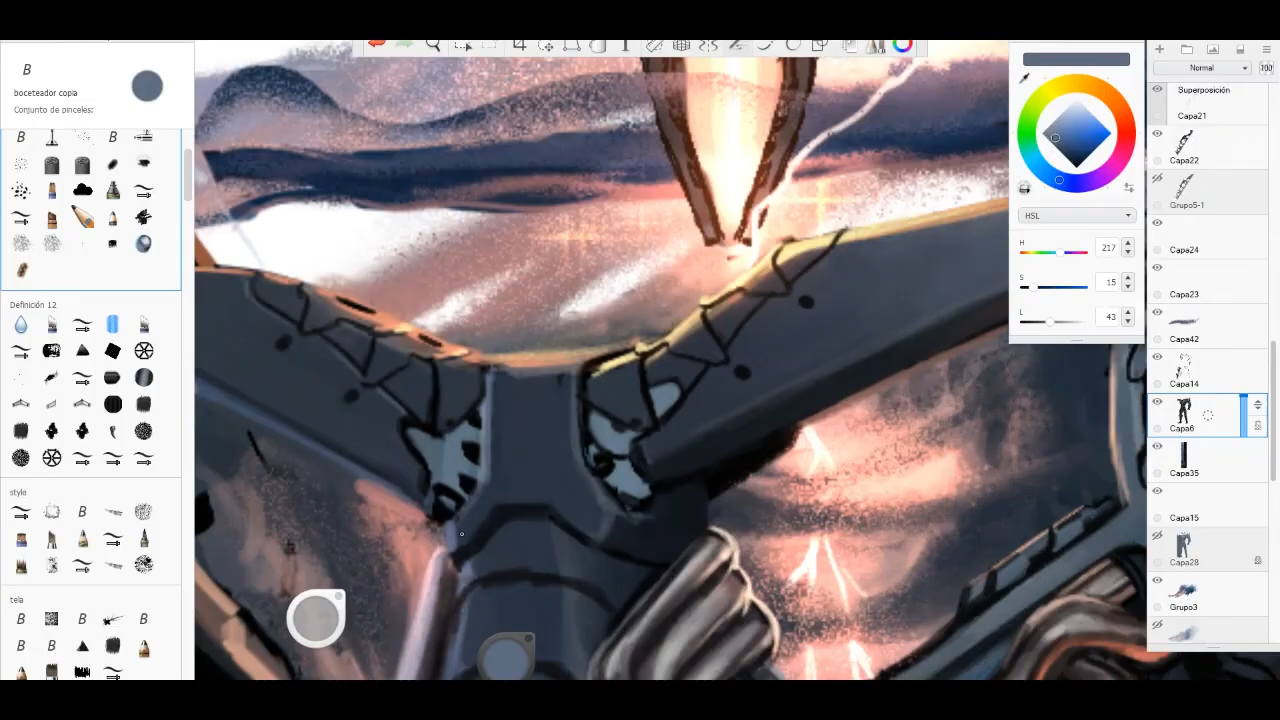 B
boceteador copia
Conjunto de pinceles:
B
B
Definición 12
style
B
tela
B
B
B
B
B
T
HSL
H
217
S
15
L
43
Normal
100
Superposición
Capa21
Capa22
Grupo5-1
Capa24
Capa23
Capa42
Capa14
Capa6
Capa35
Capa15
Capa28
Grupo3